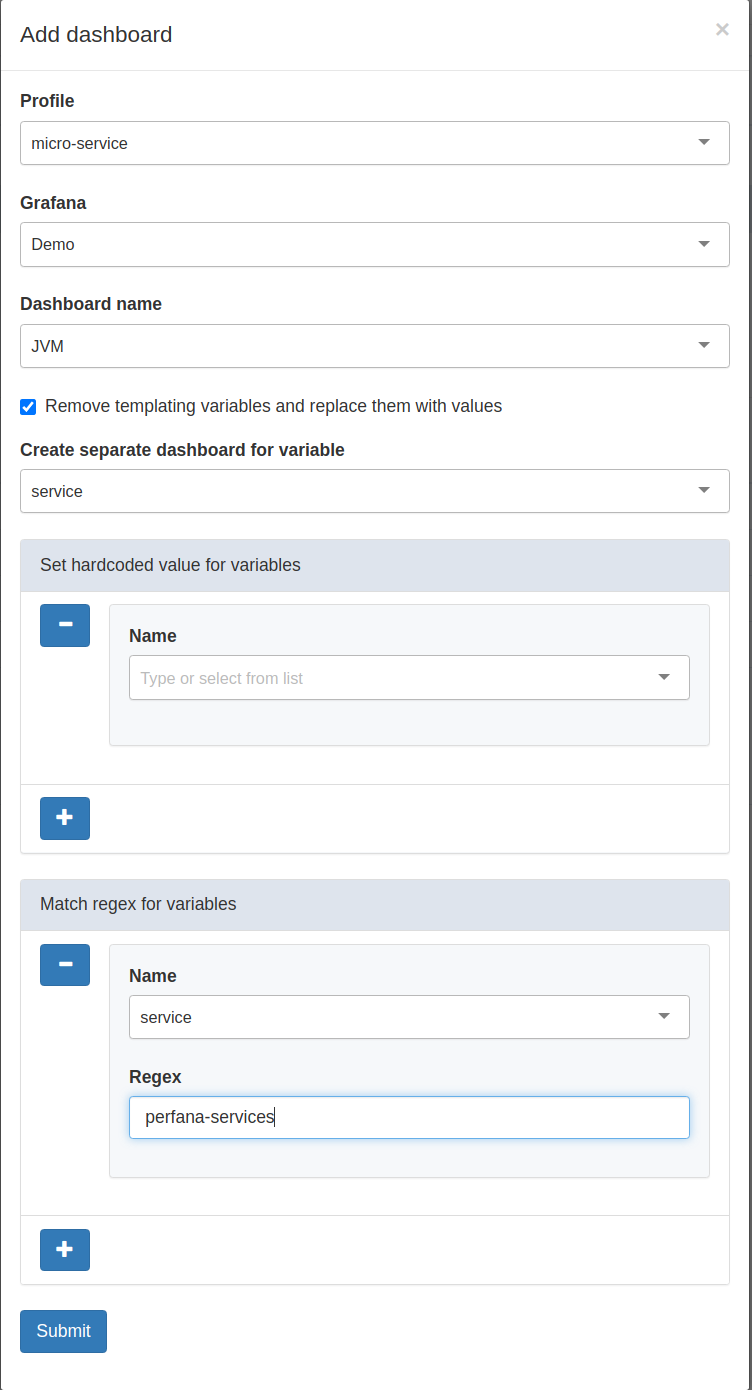 Add dashboard
×
Profile
micro-service
Grafana
Demo
Dashboard name
JVM
Remove templating variables and replace them with values
Create separate dashboard for variable
service
Set hardcoded value for variables
Name
Type or select from list
Match regex for variables
Name
service
Regex
perfana-services
Submit